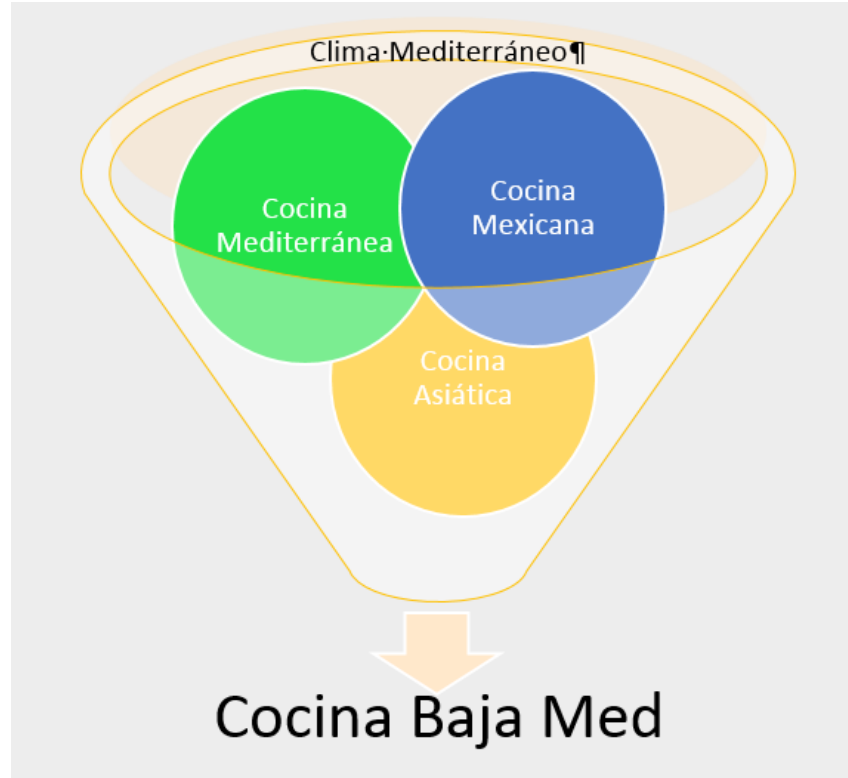 Clima·Mediterráneo¶
Cocina
Mediterránea
Cocina
Mexicana
Cocina
Asiática
Cocina Baja Med